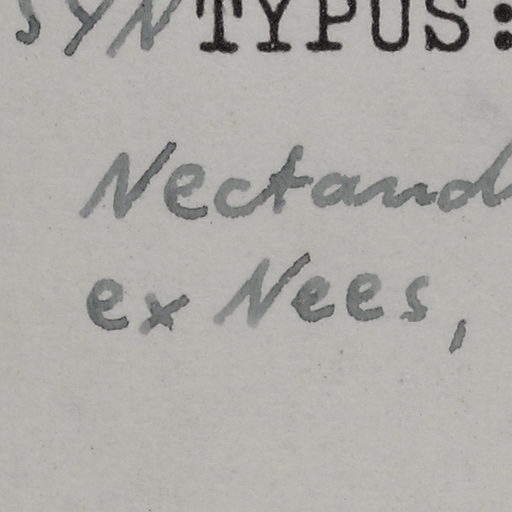 SYNTYPUS:
Nectand
ex Nees,